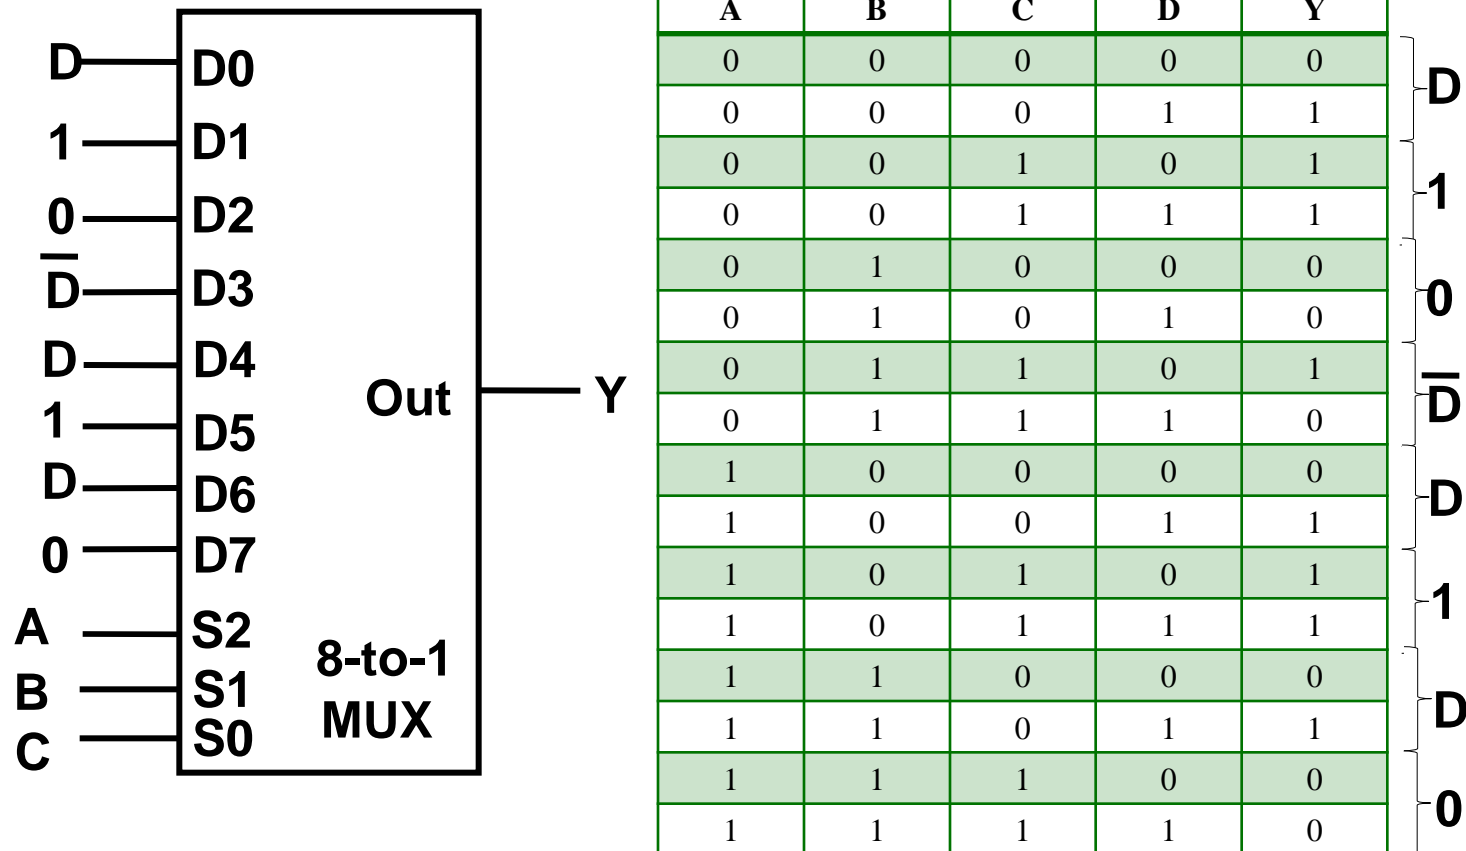 D D0
1 D1
0 D2
D̅ D3
D D4
1 D5
D D6
0 D7
A S2
B S1
C S0
Out Y
8-to-1
MUX
A B C D Y
0 0 0 0 0
0 0 0 1 1
D
0 0 1 0 1
0 0 1 1 1
1
0 1 0 0 0
0 1 0 1 0
0
0 1 1 0 1
0 1 1 1 0
D̅
1 0 0 0 0
1 0 0 1 1
D
1 0 1 0 1
1 0 1 1 1
1
1 1 0 0 0
1 1 0 1 1
D
1 1 1 0 0
1 1 1 1 0
0